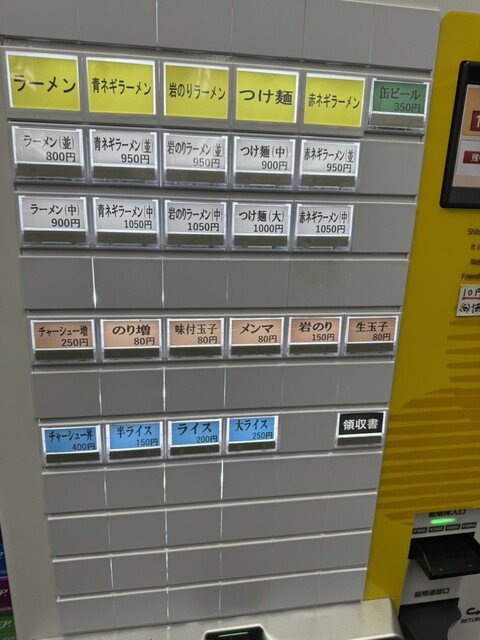 ラーメン
青ネギラーメン
岩のりラーメン
つけ麺
赤ネギラーメン
缶ビール
350円
ラーメン(並)
800円
青ネギラーメン(並)
950円
岩のりラーメン(並)
950円
つけ麺(中)
900円
赤ネギラーメン(並)
950円
ラーメン(中)
900円
青ネギラーメン(中)
1050円
岩のりラーメン(中)
1050円
つけ麺(大)
1000円
赤ネギラーメン(中)
1050円
チャーシュー増
250円
のり増
80円
味付玉子
80円
メンマ
80円
岩のり
150円
生玉子
80円
チャーシュー丼
400円
半ライス
150円
ライス
200円
大ライス
250円
領収書
紙幣挿入口